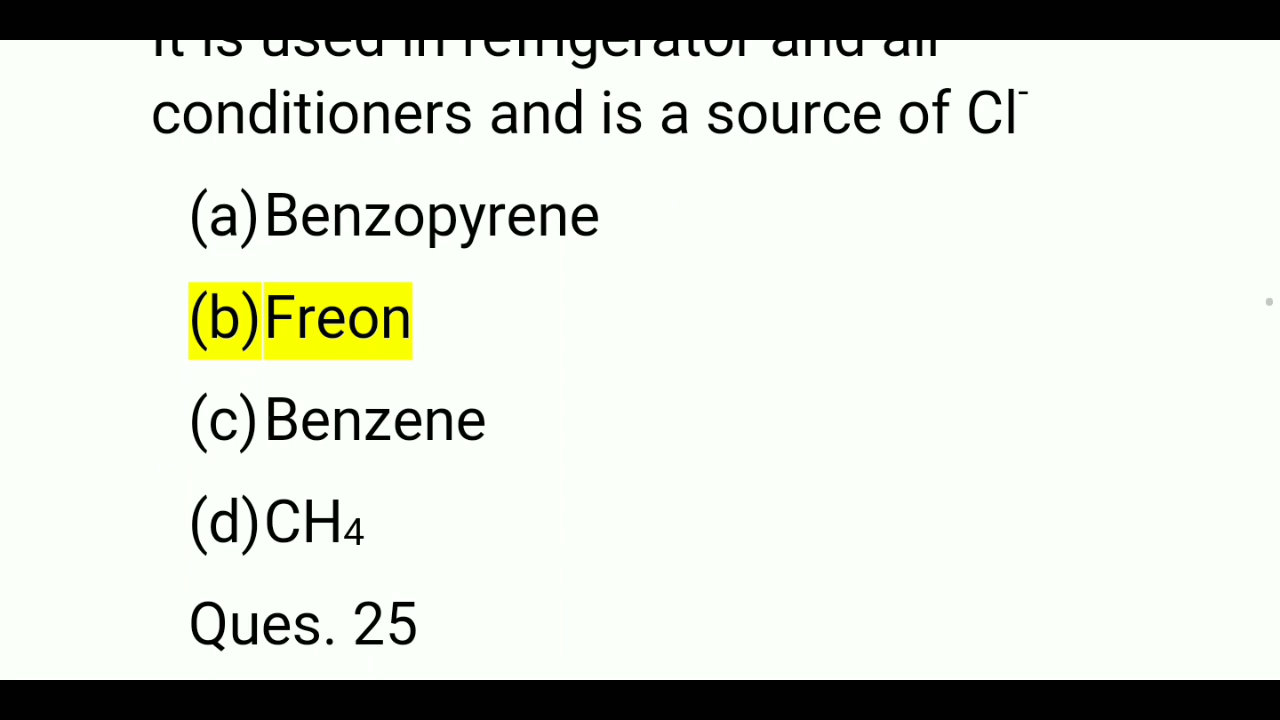 It is used in refrigerator and air
conditioners and is a source of Cl⁻
(a) Benzopyrene
(b) Freon
(c) Benzene
(d) CH₄
Ques. 25